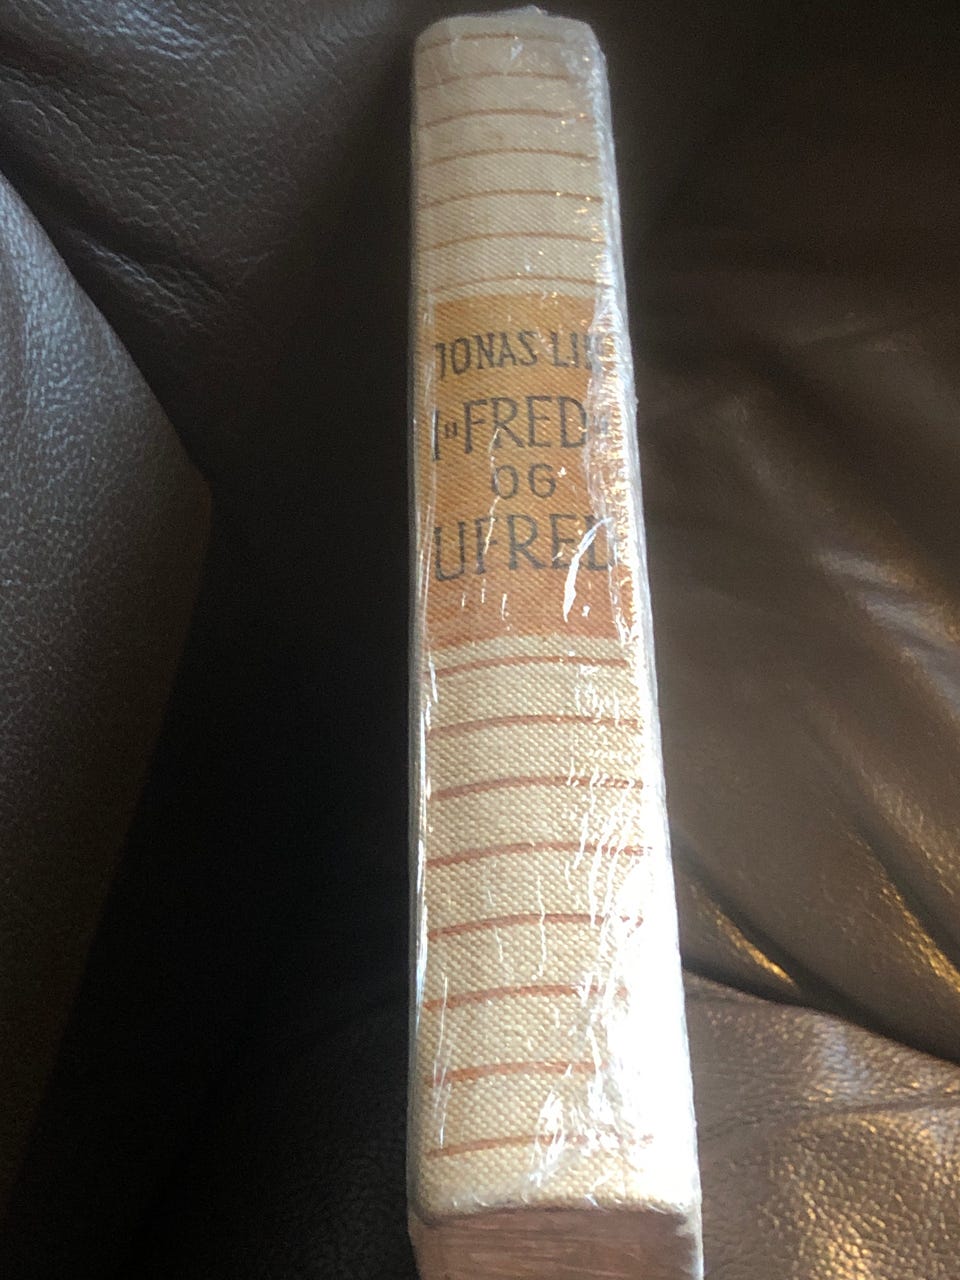 JONAS LIE
I „FRED“
OG
UFRED